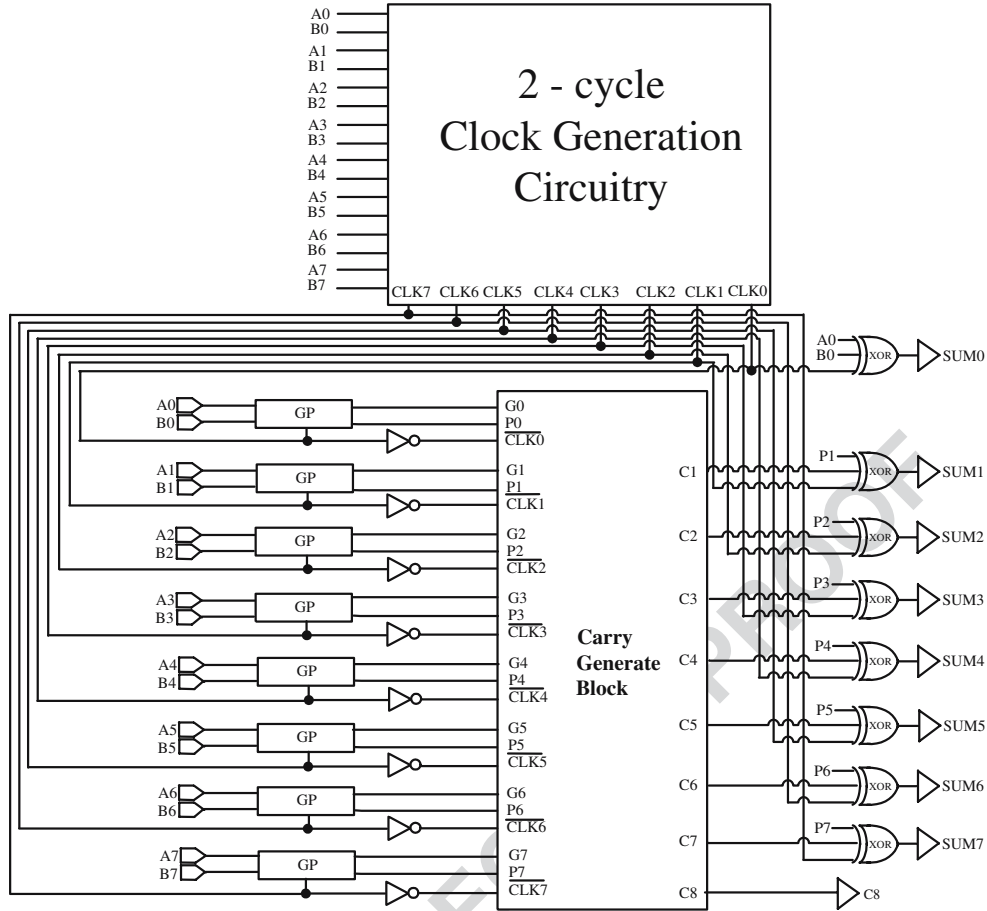 A0
B0
A1
B1
A2
B2
A3
B3
A4
B4
A5
B5
A6
B6
A7
B7
2 - cycle
Clock Generation
Circuitry
CLK7 CLK6 CLK5 CLK4 CLK3 CLK2 CLK1 CLK0
A0
B0
XOR
SUM0
A0
B0
GP
G0
P0
CLK0
A1
B1
GP
G1
P1
CLK1
A2
B2
GP
G2
P2
CLK2
A3
B3
GP
G3
P3
CLK3
A4
B4
GP
G4
P4
CLK4
A5
B5
GP
G5
P5
CLK5
A6
B6
GP
G6
P6
CLK6
A7
B7
GP
G7
P7
CLK7
Carry
Generate
Block
C1
C2
C3
C4
C5
C6
C7
C8
P1
XOR
SUM1
P2
XOR
SUM2
P3
XOR
SUM3
P4
XOR
SUM4
P5
XOR
SUM5
P6
XOR
SUM6
P7
XOR
SUM7
C8
PROOF